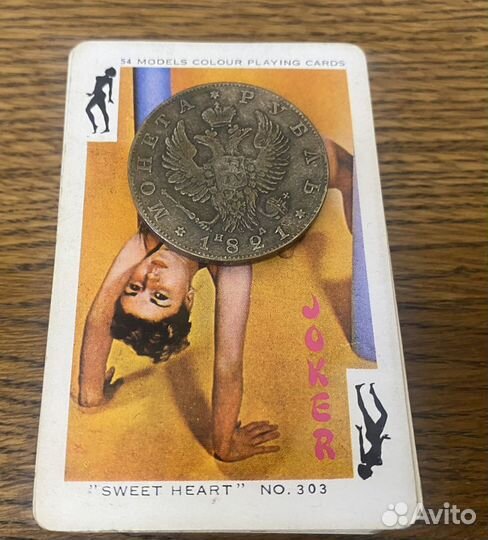 54 MODELS COLOUR PLAYING CARDS
МОНЕТА РУБЛЬ
1821
JOKER
"SWEET HEART" NO. 303
Avito